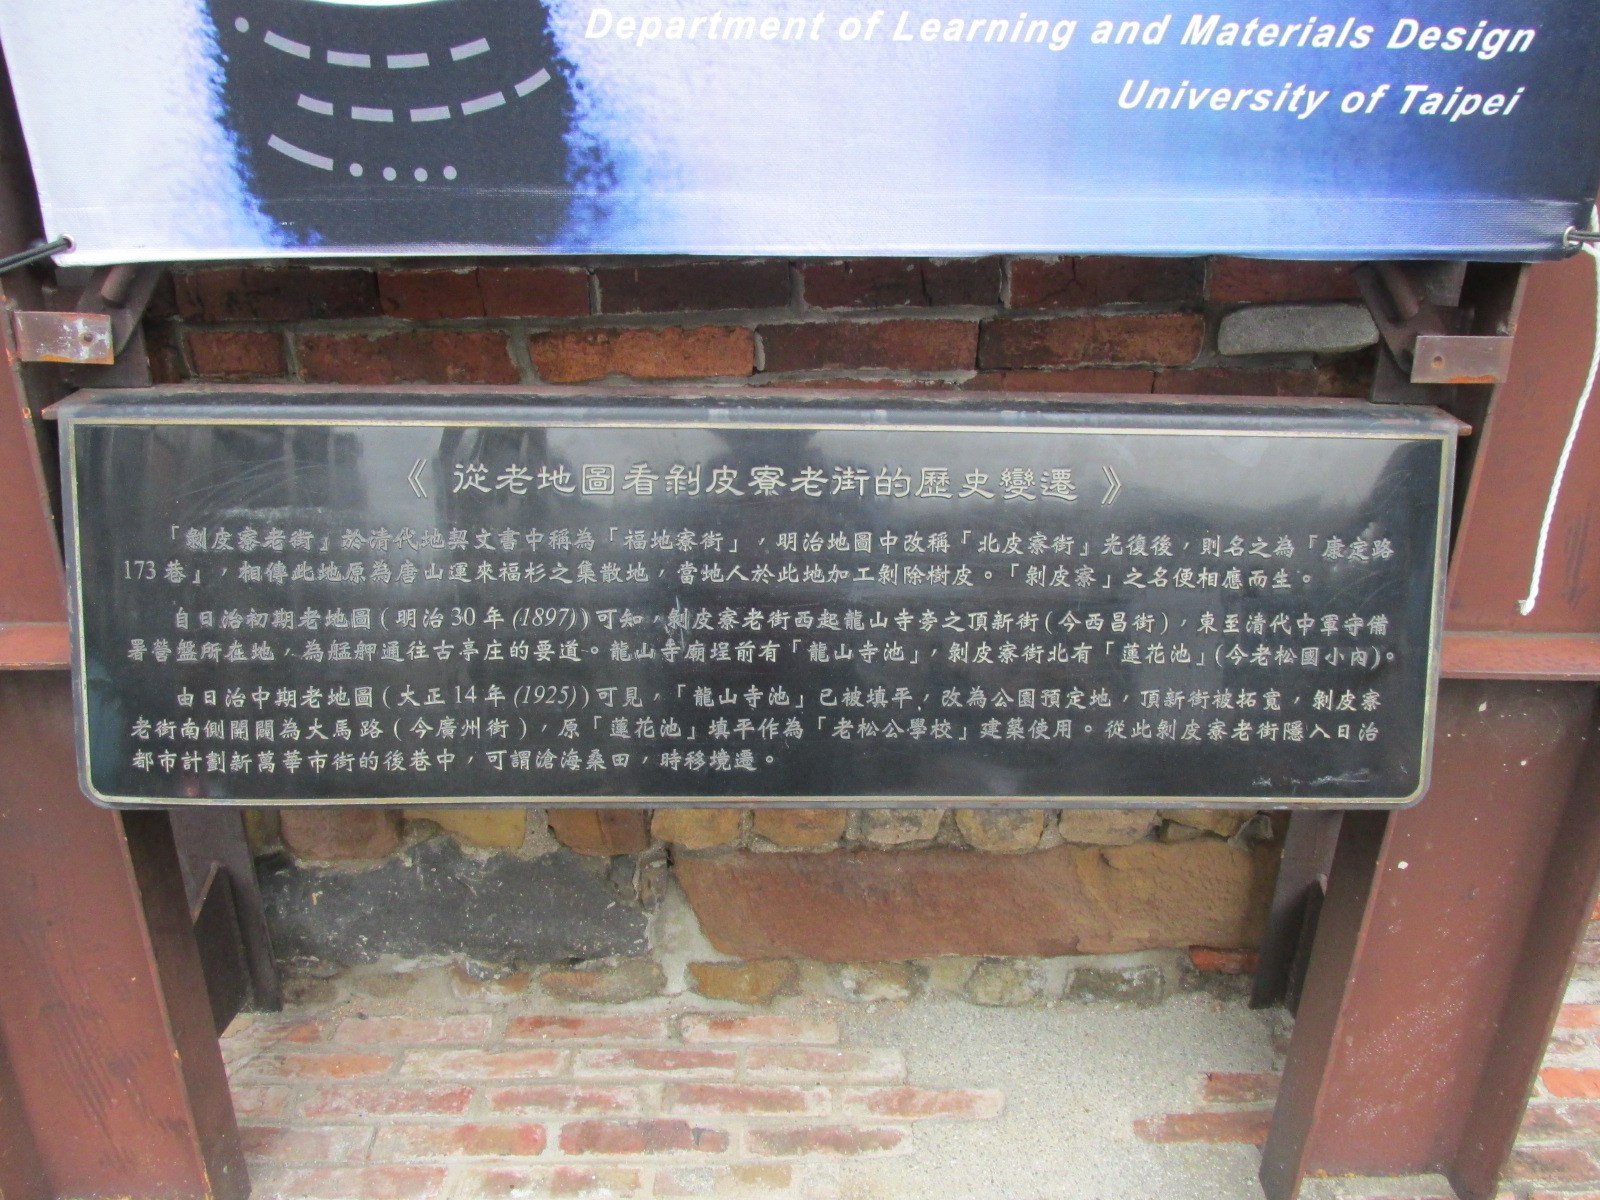 Department of Learning and Materials Design
University of Taipei
《從老地圖看剝皮寮老街的歷史變遷》
「剝皮寮老街」於清代地契文書中稱為「福地寮街」，明治地圖中改稱「北皮寮街」光復後，則名之為「康定路
173巷」，相傳此地原為唐山運來福杉之集散地，當地人於此地加工剝除樹皮。「剝皮寮」之名便相應而生。
自日治初期老地圖(明治30年(1897))可知，剝皮寮老街西起龍山寺旁之頂新街(今西昌街)，東至清代中軍守備
署營盤所在地，為艋舺通往古亭庄的要道。龍山寺廟埕前有「龍山寺池」，剝皮寮街北有「蓮花池」(今老松國小內)。
由日治中期老地圖(大正14年(1925))可見，「龍山寺池」已被填平，改為公園預定地，頂新街被拓寬，剝皮寮
老街南側開闢為大馬路(今廣州街)，原「蓮花池」填平作為「老松公學校」建築使用。從此剝皮寮老街隱入日治
都市計劃新萬華市街的後巷中，可謂滄海桑田，時移境遷。